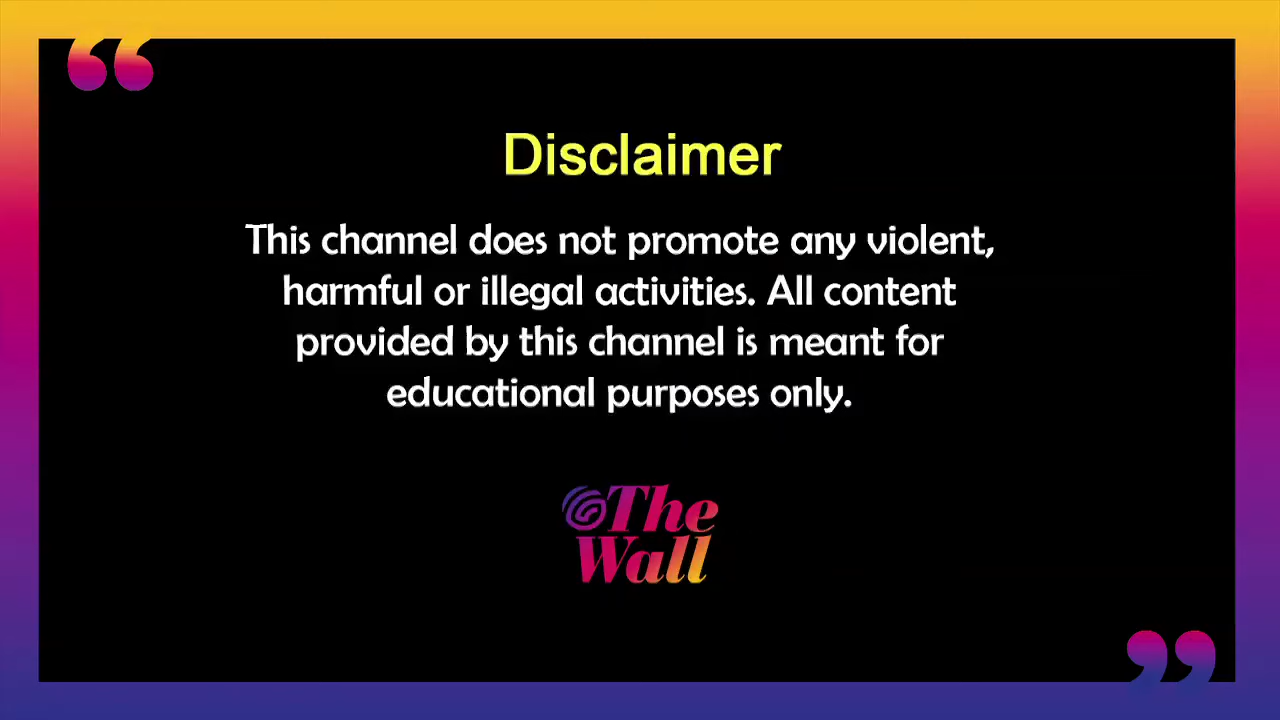 Disclaimer
This channel does not promote any violent,
harmful or illegal activities. All content
provided by this channel is meant for
educational purposes only.
The
Wall